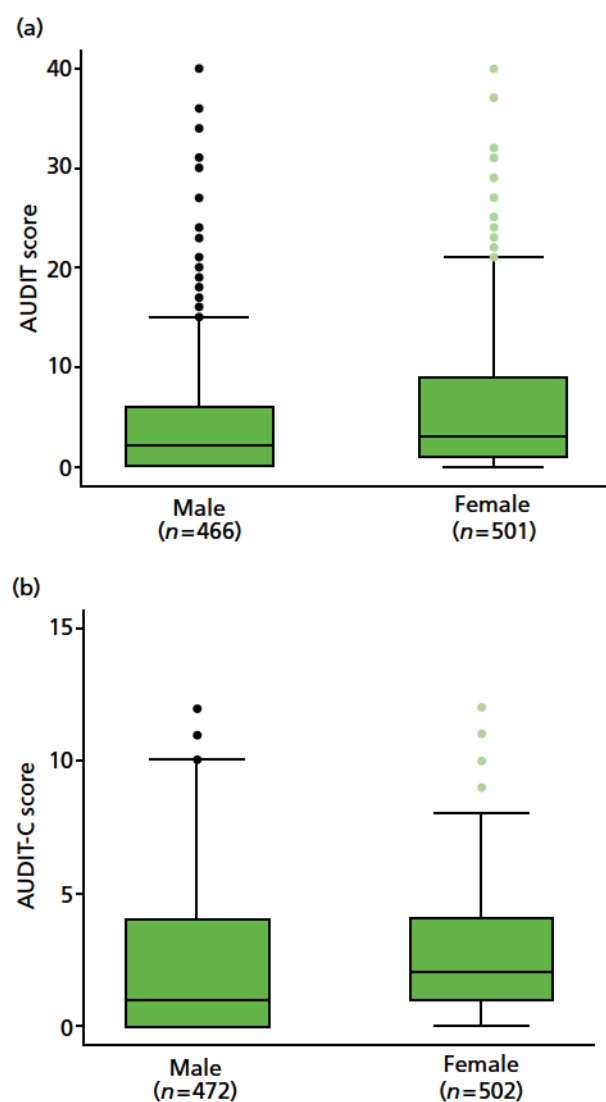 (a)
40
30
20
10
0
AUDIT score
Male
(n=466)
Female
(n=501)
(b)
15
10
5
0
AUDIT-C score
Male
(n=472)
Female
(n=502)